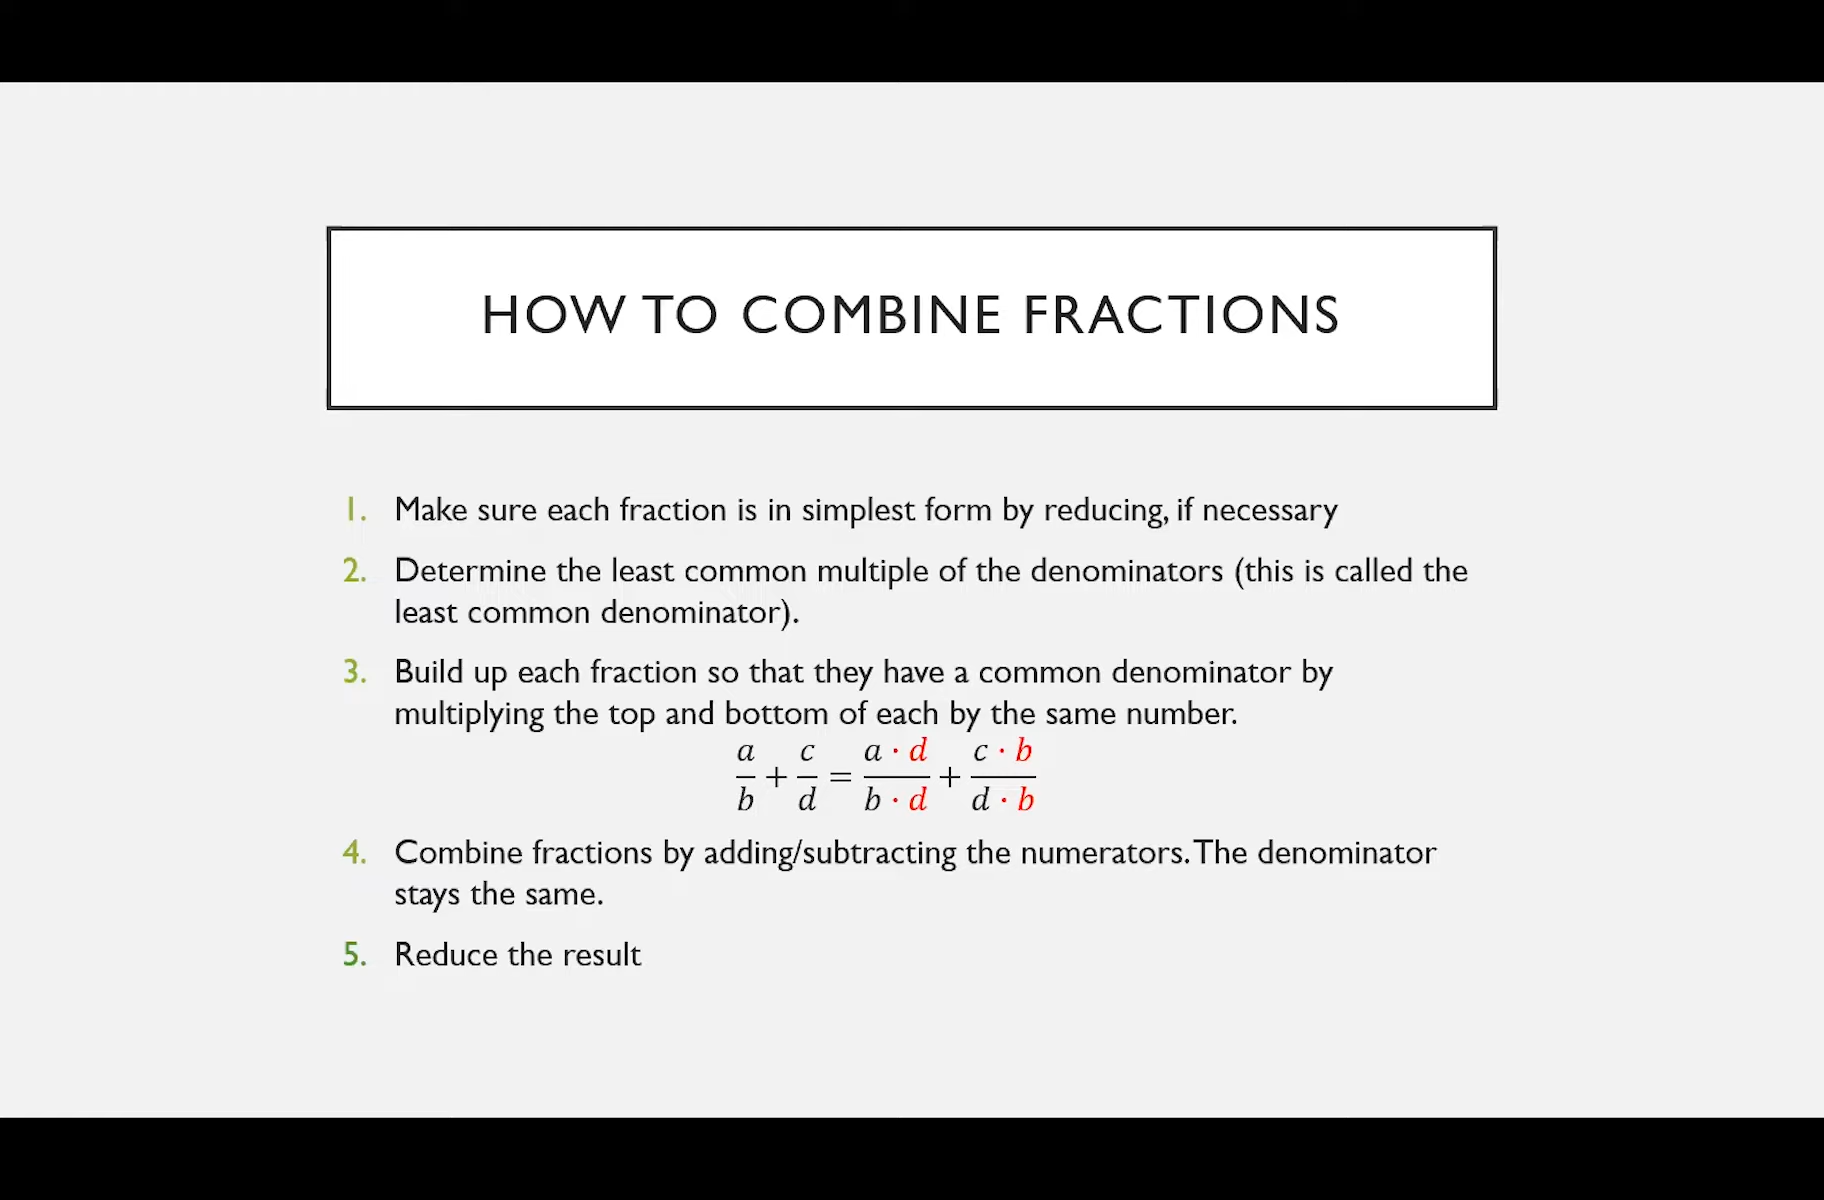 HOW TO COMBINE FRACTIONS
1. Make sure each fraction is in simplest form by reducing, if necessary
2. Determine the least common multiple of the denominators (this is called the
least common denominator).
3. Build up each fraction so that they have a common denominator by
multiplying the top and bottom of each by the same number.
a/b + c/d = a · d/b · d + c · b/d · b
4. Combine fractions by adding/subtracting the numerators. The denominator
stays the same.
5. Reduce the result